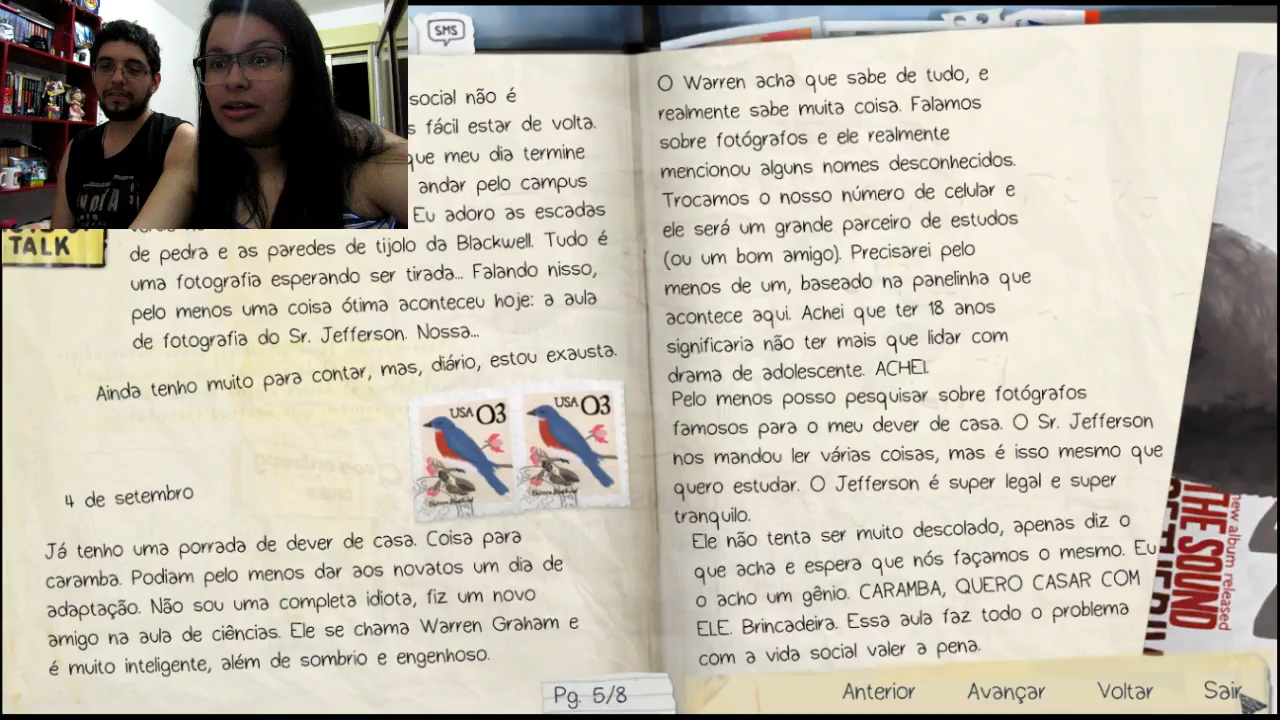 SMS
social não é
s fácil estar de volta.
que meu dia termine
andar pelo campus
Eu adoro as escadas
TALK
de pedra e as paredes de tijolo da Blackwell. Tudo é
uma fotografia esperando ser tirada... Falando nisso,
pelo menos uma coisa ótima aconteceu hoje: a aula
de fotografia do Sr. Jefferson. Nossa...
Ainda tenho muito para contar, mas, diário, estou exausta.
USA 03
USA 03
4 de setembro
Já tenho uma porrada de dever de casa. Coisa para
caramba. Podiam pelo menos dar aos novatos um dia de
adaptação. Não sou uma completa idiota, fiz um novo
amigo na aula de ciências. Ele se chama Warren Graham e
é muito inteligente, além de sombrio e engenhoso.
O Warren acha que sabe de tudo, e
realmente sabe muita coisa. Falamos
sobre fotógrafos e ele realmente
mencionou alguns nomes desconhecidos.
Trocamos o nosso número de celular e
ele será um grande parceiro de estudos
(ou um bom amigo). Precisarei pelo
menos de um, baseado na panelinha que
acontece aqui. Achei que ter 18 anos
significaria não ter mais que lidar com
drama de adolescente. ACHEI.
Pelo menos posso pesquisar sobre fotógrafos
famosos para o meu dever de casa. O Sr. Jefferson
nos mandou ler várias coisas, mas é isso mesmo que
quero estudar. O Jefferson é super legal e super
tranquilo.
Ele não tenta ser muito descolado, apenas diz o
que acha e espera que nós façamos o mesmo. Eu
o acho um gênio. CARAMBA, QUERO CASAR COM
ELE. Brincadeira. Essa aula faz todo o problema
com a vida social valer a pena.
new album released
THE SOUND
Pg. 5/8
Anterior Avançar Voltar Sair